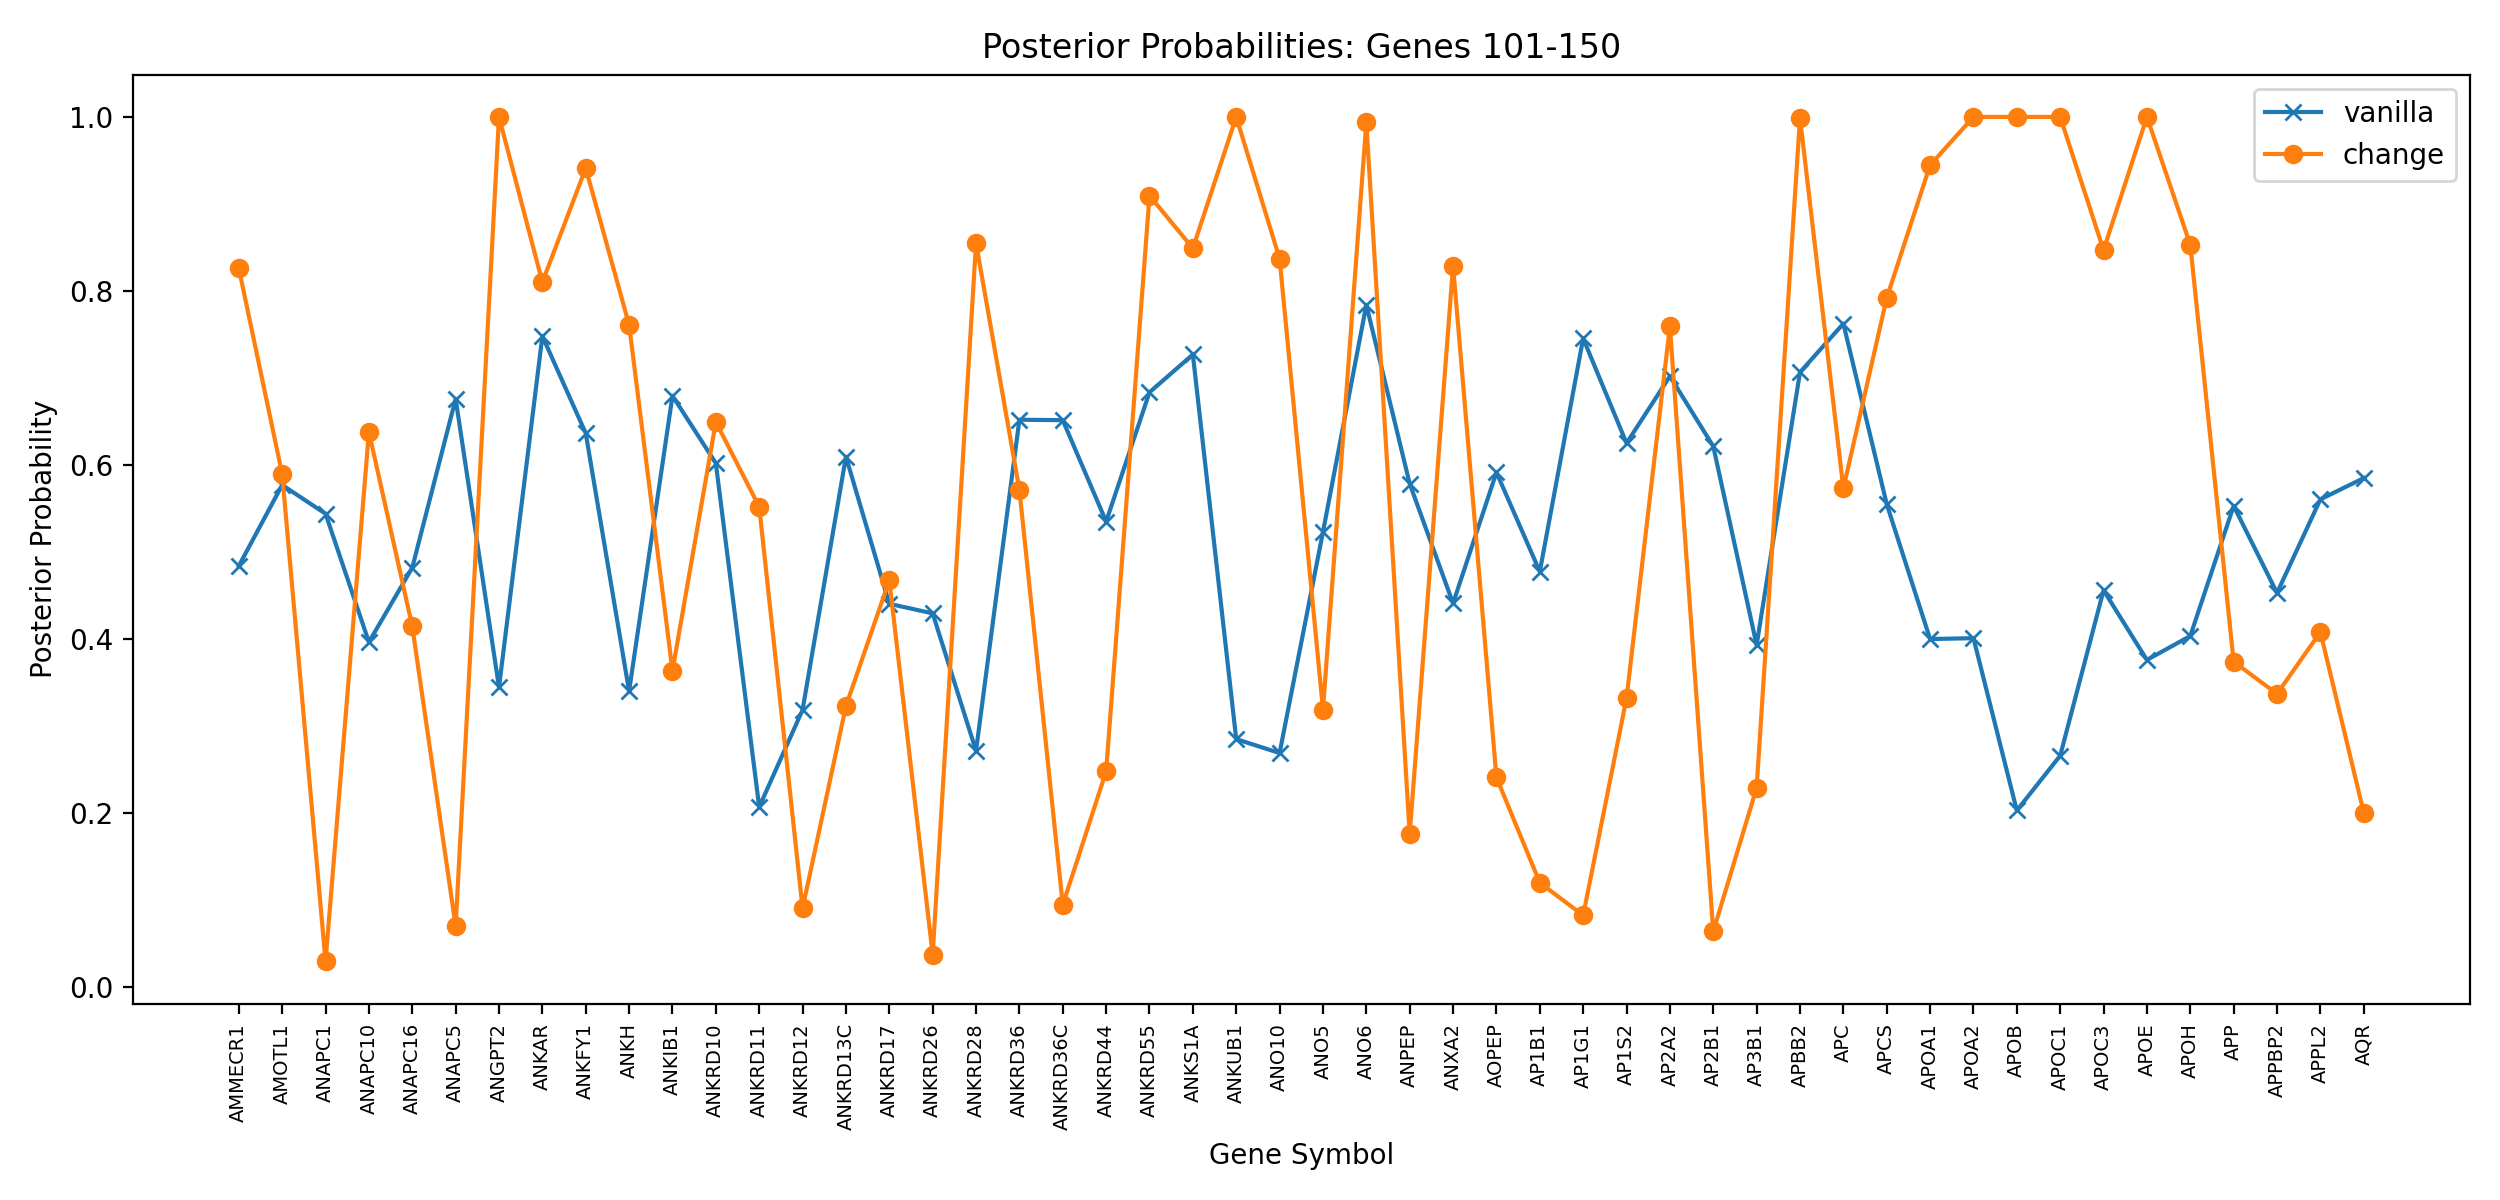 Posterior Probabilities: Genes 101-150
vanilla
change
Posterior Probability
1.0
0.8
0.6
0.4
0.2
0.0
AMMECR1
AMOTL1
ANAPC1
ANAPC10
ANAPC16
ANAPC5
ANGPT2
ANKAR
ANKFY1
ANKH
ANKIB1
ANKRD10
ANKRD11
ANKRD12
ANKRD13C
ANKRD17
ANKRD26
ANKRD28
ANKRD36
ANKRD36C
ANKRD44
ANKRD55
ANKS1A
ANKUB1
ANO10
ANO5
ANO6
ANPEP
ANXA2
AOPEP
AP1B1
AP1G1
AP1S2
AP2A2
AP2B1
AP3B1
APBB2
APC
APCS
APOA1
APOA2
APOB
APOC1
APOC3
APOE
APOH
APP
APPBP2
APPL2
AQR
Gene Symbol